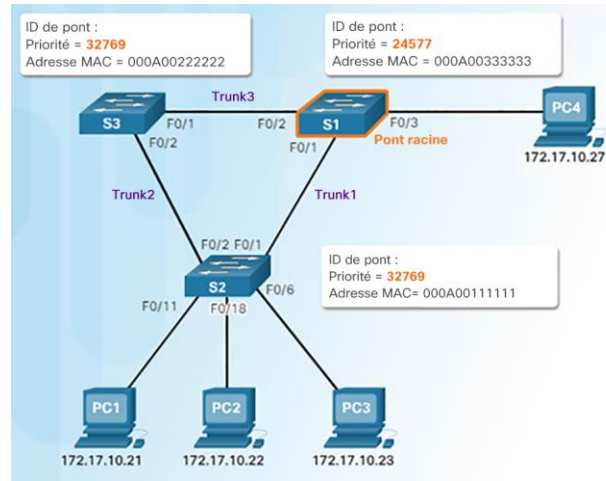 ID de pont :
Priorité = 32769
Adresse MAC = 000A00222222
ID de pont :
Priorité = 24577
Adresse MAC = 000A00333333
Trunk3
S3
F0/1
F0/2
S1
F0/3
PC4
F0/2
F0/1
Pont racine
172.17.10.27
Trunk2
Trunk1
F0/2 F0/1
ID de pont :
Priorité = 32769
Adresse MAC= 000A00111111
S2
F0/6
F0/11
F0/18
PC1
PC2
PC3
172.17.10.21
172.17.10.22
172.17.10.23